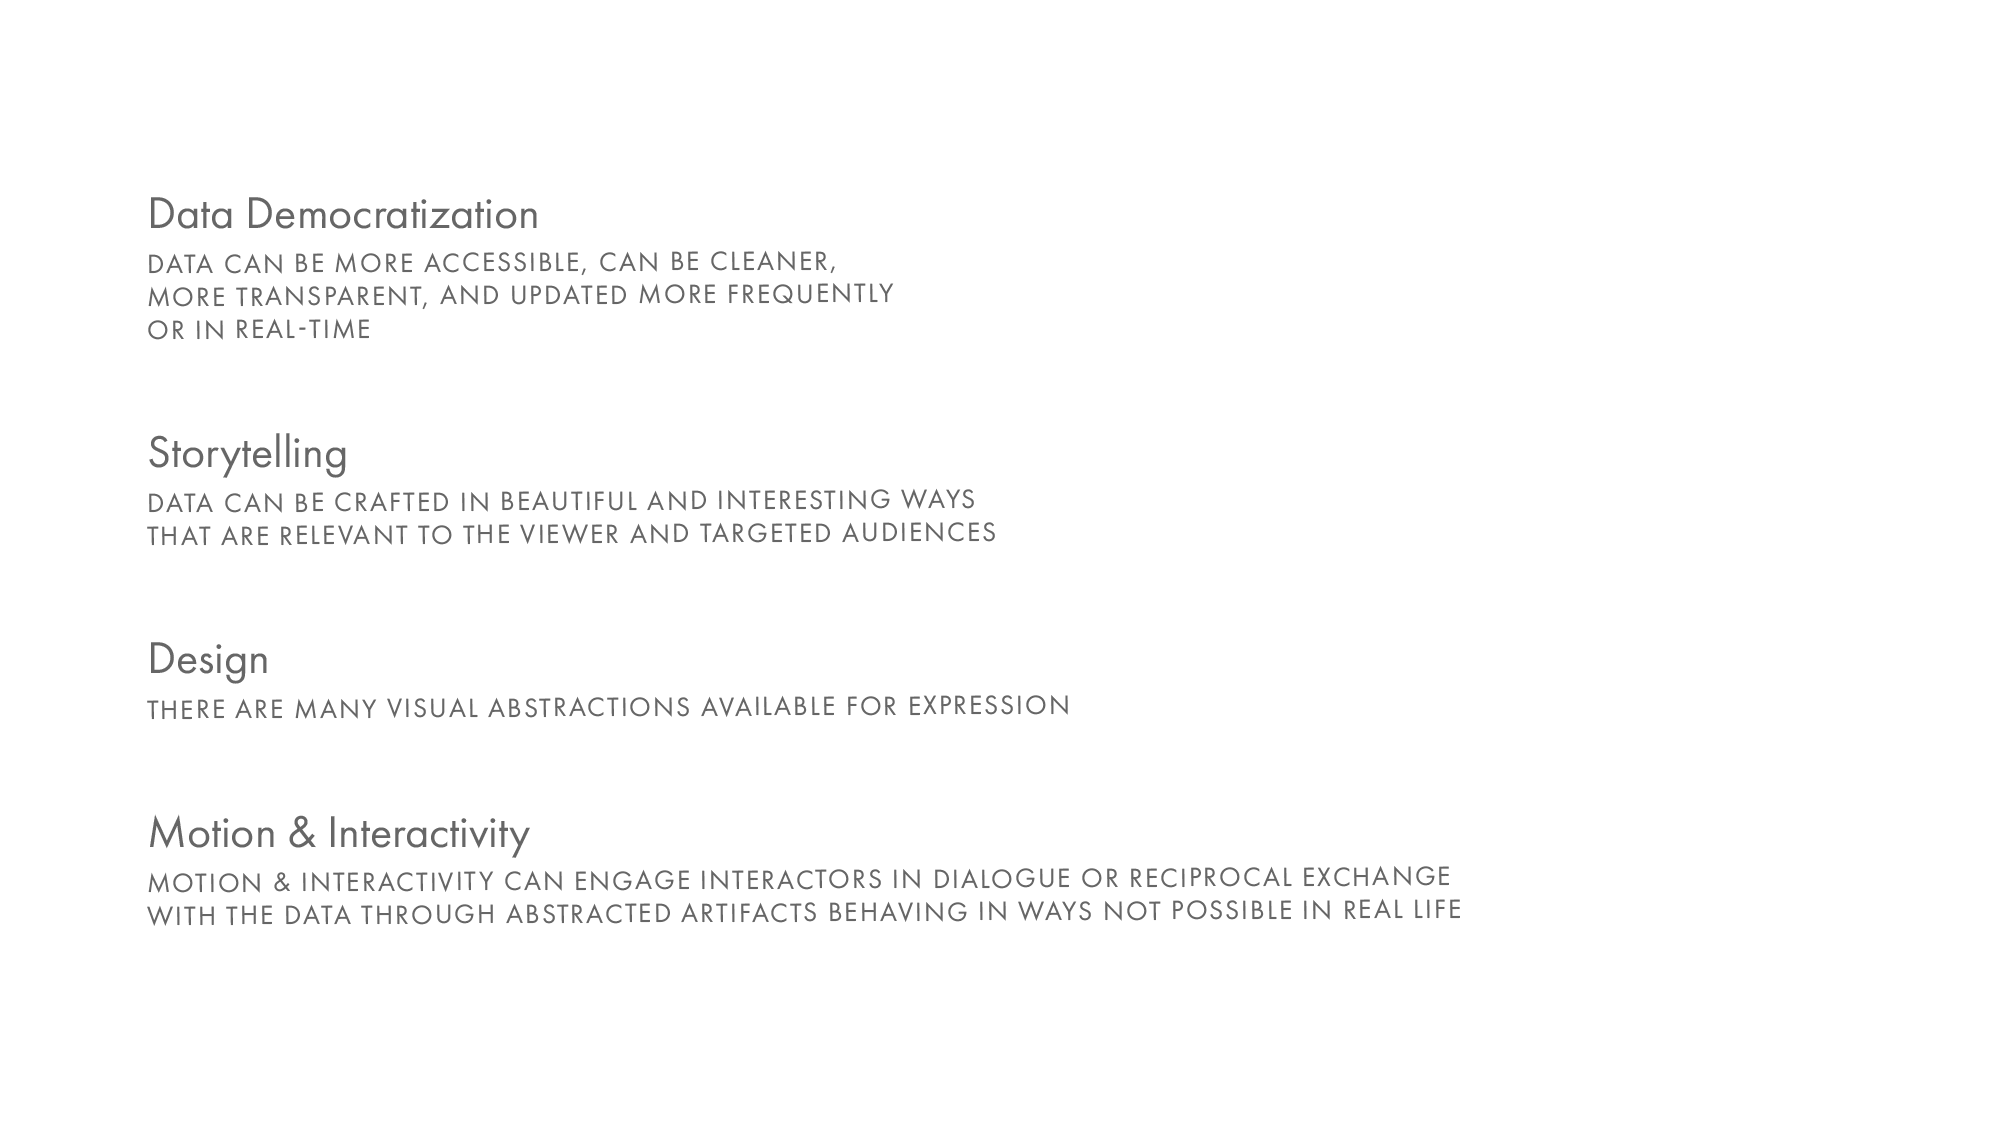 Data Democratization
DATA CAN BE MORE ACCESSIBLE, CAN BE CLEANER,
MORE TRANSPARENT, AND UPDATED MORE FREQUENTLY
OR IN REAL-TIME
Storytelling
DATA CAN BE CRAFTED IN BEAUTIFUL AND INTERESTING WAYS
THAT ARE RELEVANT TO THE VIEWER AND TARGETED AUDIENCES
Design
THERE ARE MANY VISUAL ABSTRACTIONS AVAILABLE FOR EXPRESSION
Motion & Interactivity
MOTION & INTERACTIVITY CAN ENGAGE INTERACTORS IN DIALOGUE OR RECIPROCAL EXCHANGE
WITH THE DATA THROUGH ABSTRACTED ARTIFACTS BEHAVING IN WAYS NOT POSSIBLE IN REAL LIFE